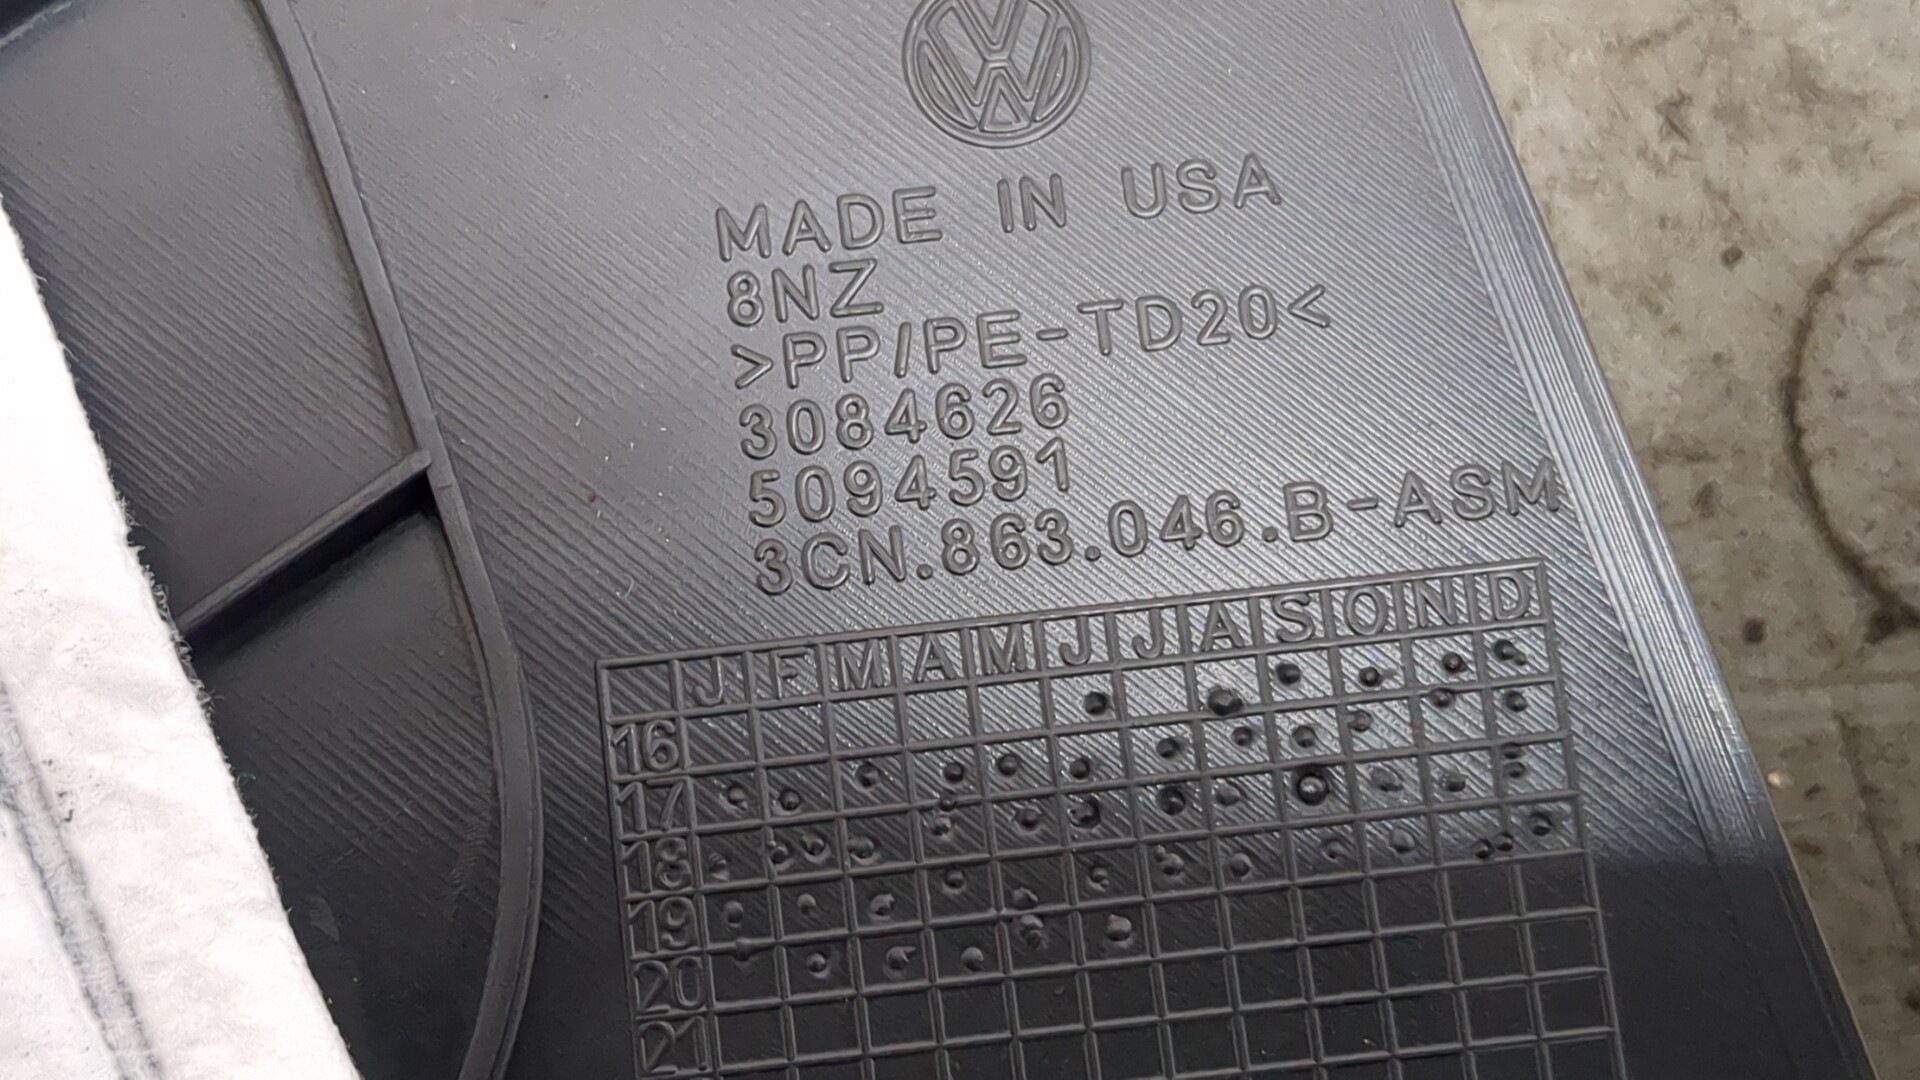 MADE IN USA
8NZ
>PP/PE-TD20<
3084626
5094591
3CN.863.046.B-ASM
J F M A M J J A S O N D
16
17
18
19
20
21